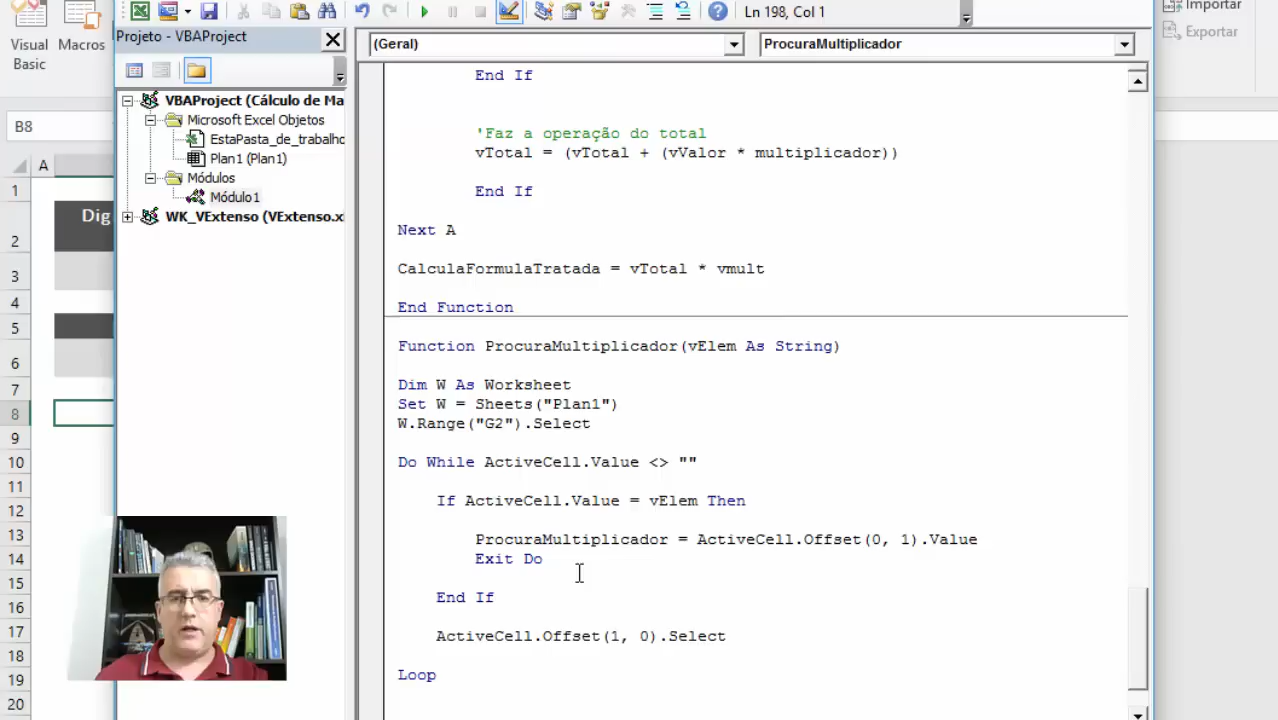 Visual
Basic
Macros
Importar
Exportar
Ln 198, Col 1
Projeto - VBAProject
(Geral)
ProcuraMultiplicador
VBAProject (Cálculo de Ma
Microsoft Excel Objetos
EstaPasta_de_trabalho
Plan1 (Plan1)
Módulos
Módulo1
WK_VExtenso (VExtenso.x
B8
A
1
2
3
4
5
6
7
8
9
10
11
12
13
14
15
16
17
18
19
20
Dig
End If
'Faz a operação do total
vTotal = (vTotal + (vValor * multiplicador))
End If
Next A
CalculaFormulaTratada = vTotal * vmult
End Function
Function ProcuraMultiplicador(vElem As String)
Dim W As Worksheet
Set W = Sheets("Plan1")
W.Range("G2").Select
Do While ActiveCell.Value <> ""
If ActiveCell.Value = vElem Then
ProcuraMultiplicador = ActiveCell.Offset(0, 1).Value
Exit Do
End If
ActiveCell.Offset(1, 0).Select
Loop